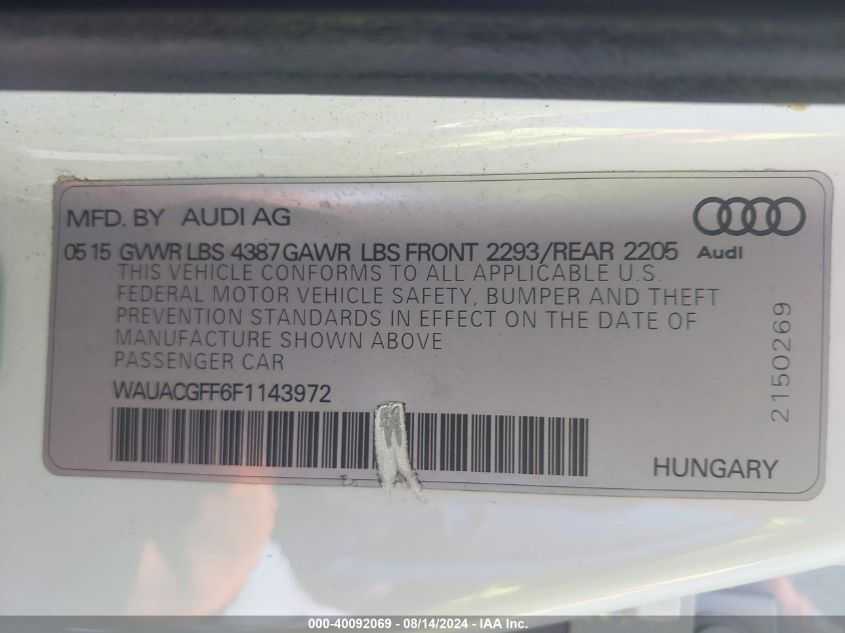 MFD. BY AUDI AG
05 15 GVWR LBS 4387 GAWR LBS FRONT 2293/REAR 2205
Audi
THIS VEHICLE CONFORMS TO ALL APPLICABLE U.S.
FEDERAL MOTOR VEHICLE SAFETY, BUMPER AND THEFT
PREVENTION STANDARDS IN EFFECT ON THE DATE OF
MANUFACTURE SHOWN ABOVE
PASSENGER CAR
WAUACGFF6F1143972
2150269
HUNGARY
000-40092069 - 08/14/2024 - IAA Inc.